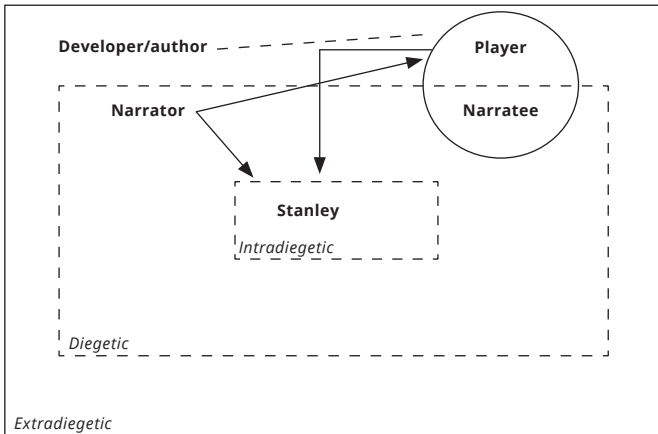 Developer/author
Player
Narrator
Narratee
Stanley
Intradiegetic
Diegetic
Extradiegetic